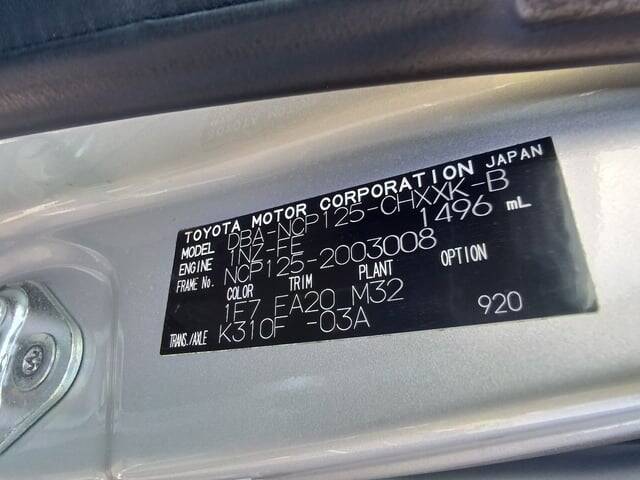 TOYOTA MOTOR CORPORATION JAPAN
MODEL DBA-NCP125-CHXXK-B
ENGINE 1NZ-FE 1496 mL
FRAME No. NCP125-2003008
COLOR TRIM PLANT OPTION
1E7 FA20 M32
TRANS./AXLE K310F -03A 920